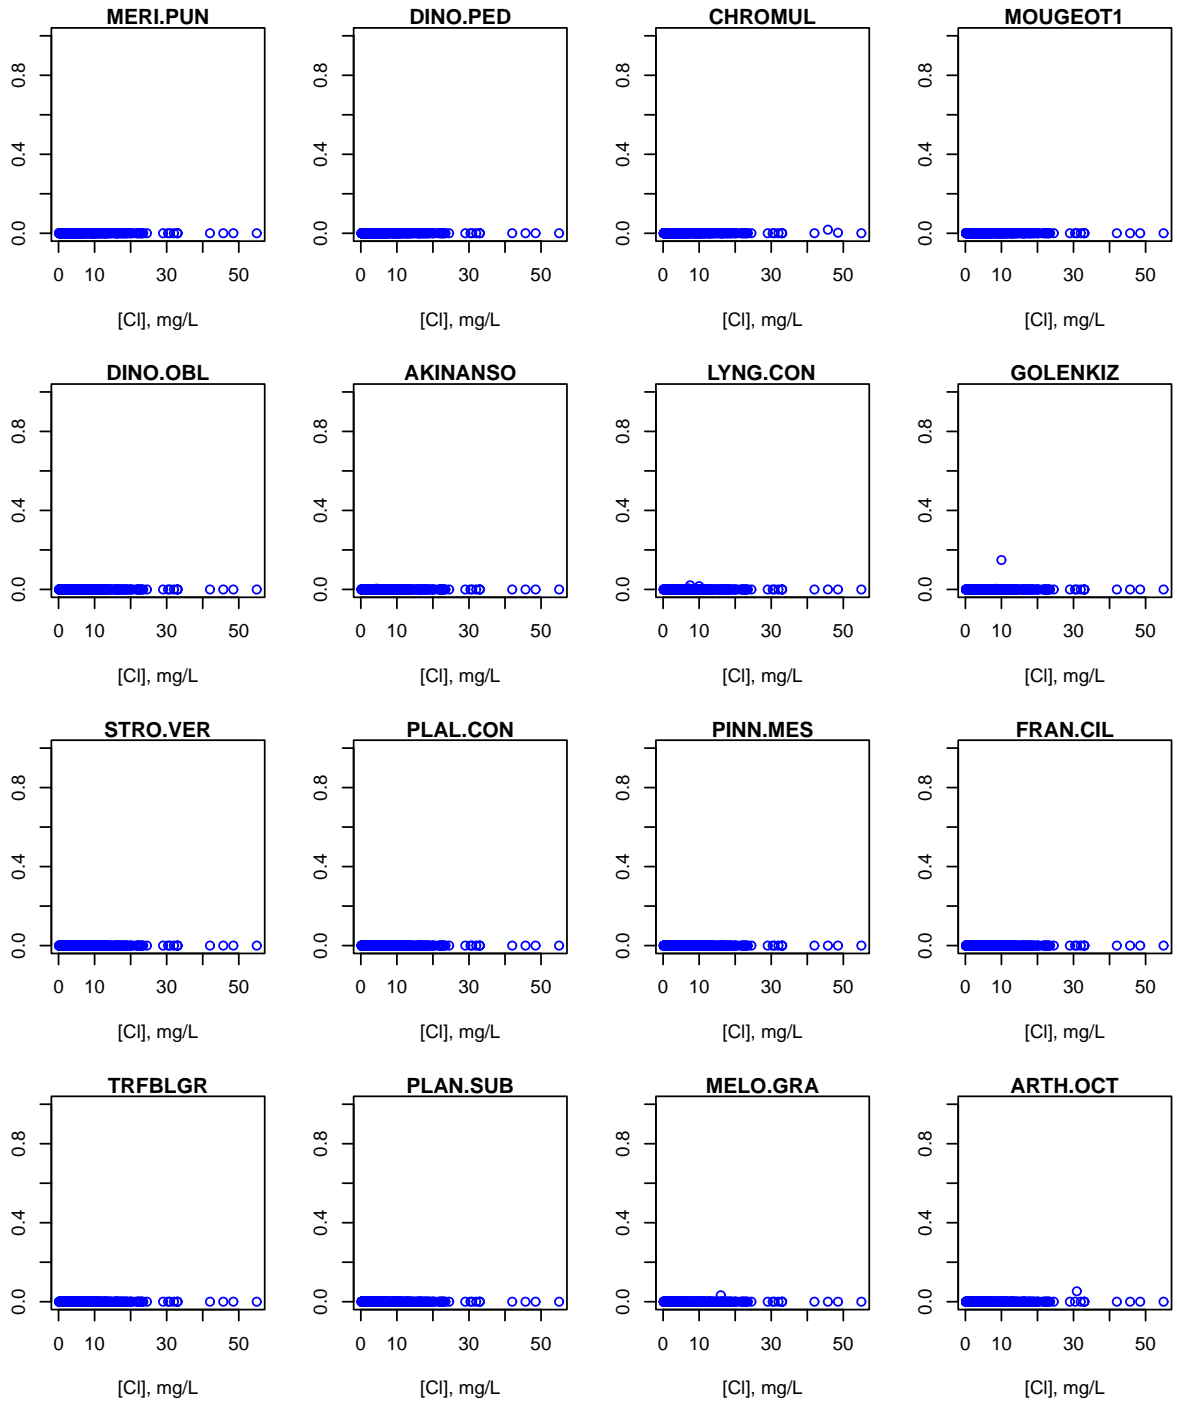 MERI.PUN DINO.PED CHROMUL MOUGEOT1
0.8 0.8 0.8 0.8
0.4 0.4 0.4 0.4
0.0 0.0 0.0 0.0
0 10 30 50 0 10 30 50 0 10 30 50 0 10 30 50
[Cl], mg/L [Cl], mg/L [Cl], mg/L [Cl], mg/L
DINO.OBL AKINANSO LYNG.CON GOLENKIZ
0.8 0.8 0.8 0.8
0.4 0.4 0.4 0.4
0.0 0.0 0.0 0.0
0 10 30 50 0 10 30 50 0 10 30 50 0 10 30 50
[Cl], mg/L [Cl], mg/L [Cl], mg/L [Cl], mg/L
STRO.VER PLAL.CON PINN.MES FRAN.CIL
0.8 0.8 0.8 0.8
0.4 0.4 0.4 0.4
0.0 0.0 0.0 0.0
0 10 30 50 0 10 30 50 0 10 30 50 0 10 30 50
[Cl], mg/L [Cl], mg/L [Cl], mg/L [Cl], mg/L
TRFBLGR PLAN.SUB MELO.GRA ARTH.OCT
0.8 0.8 0.8 0.8
0.4 0.4 0.4 0.4
0.0 0.0 0.0 0.0
0 10 30 50 0 10 30 50 0 10 30 50 0 10 30 50
[Cl], mg/L [Cl], mg/L [Cl], mg/L [Cl], mg/L